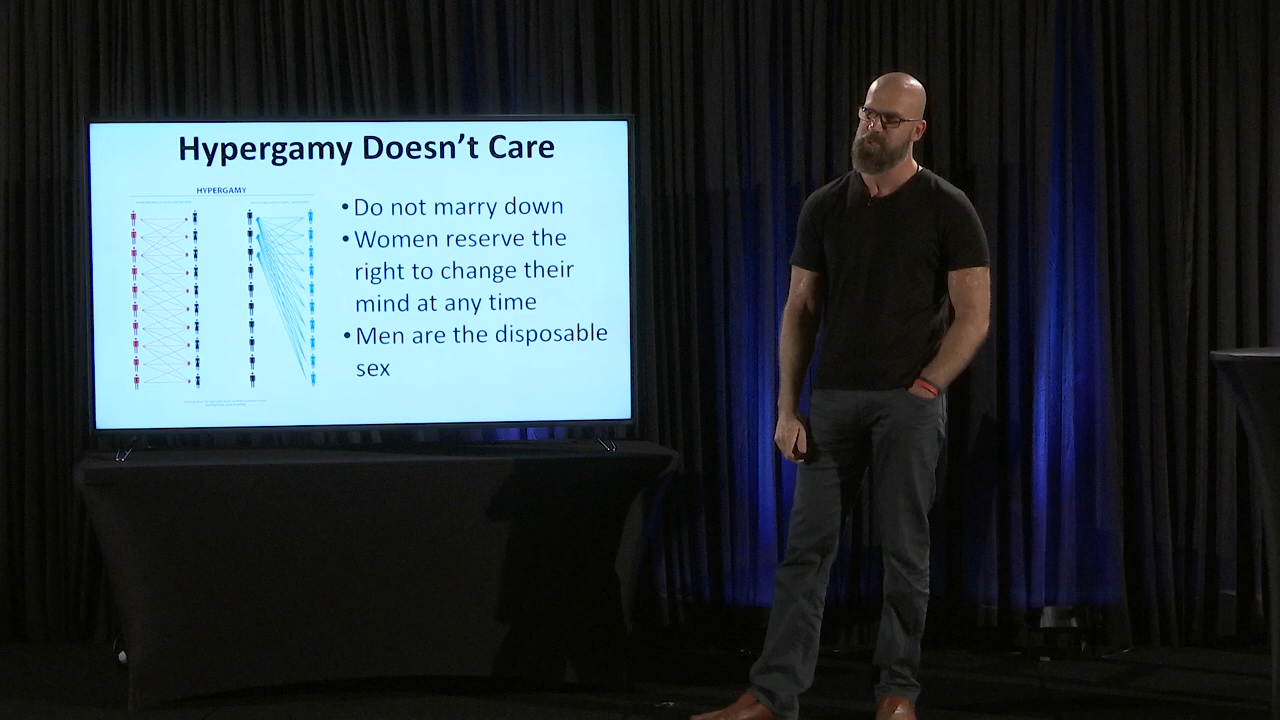 Hypergamy Doesn't Care
HYPERGAMY
• Do not marry down
• Women reserve the
right to change their
mind at any time
• Men are the disposable
sex